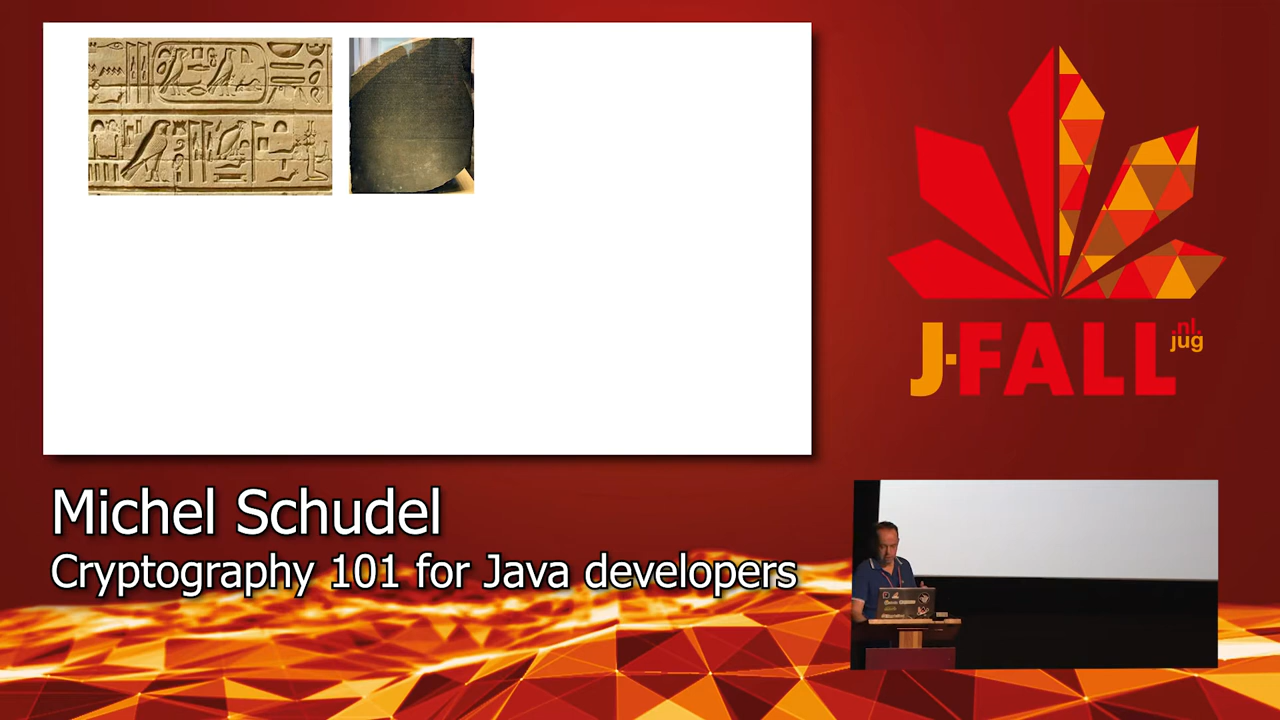 J-FALL
.nl.
jug
Michel Schudel
Cryptography 101 for Java developers